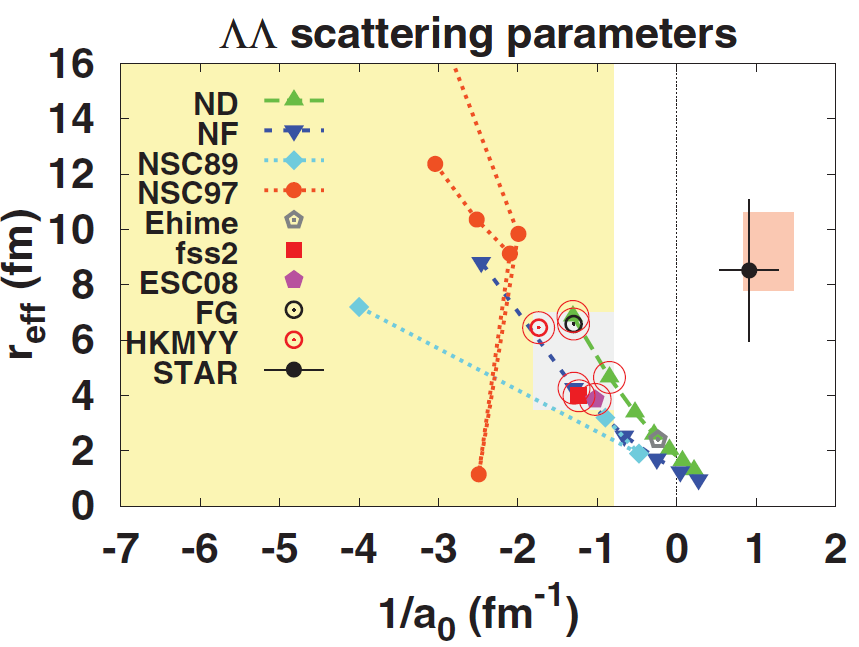 ΛΛ scattering parameters
16
14
12
10
8
6
4
2
0
r_eff (fm)
ND
NF
NSC89
NSC97
Ehime
fss2
ESC08
FG
HKMYY
STAR
-7 -6 -5 -4 -3 -2 -1 0 1 2
1/a_0 (fm^-1)